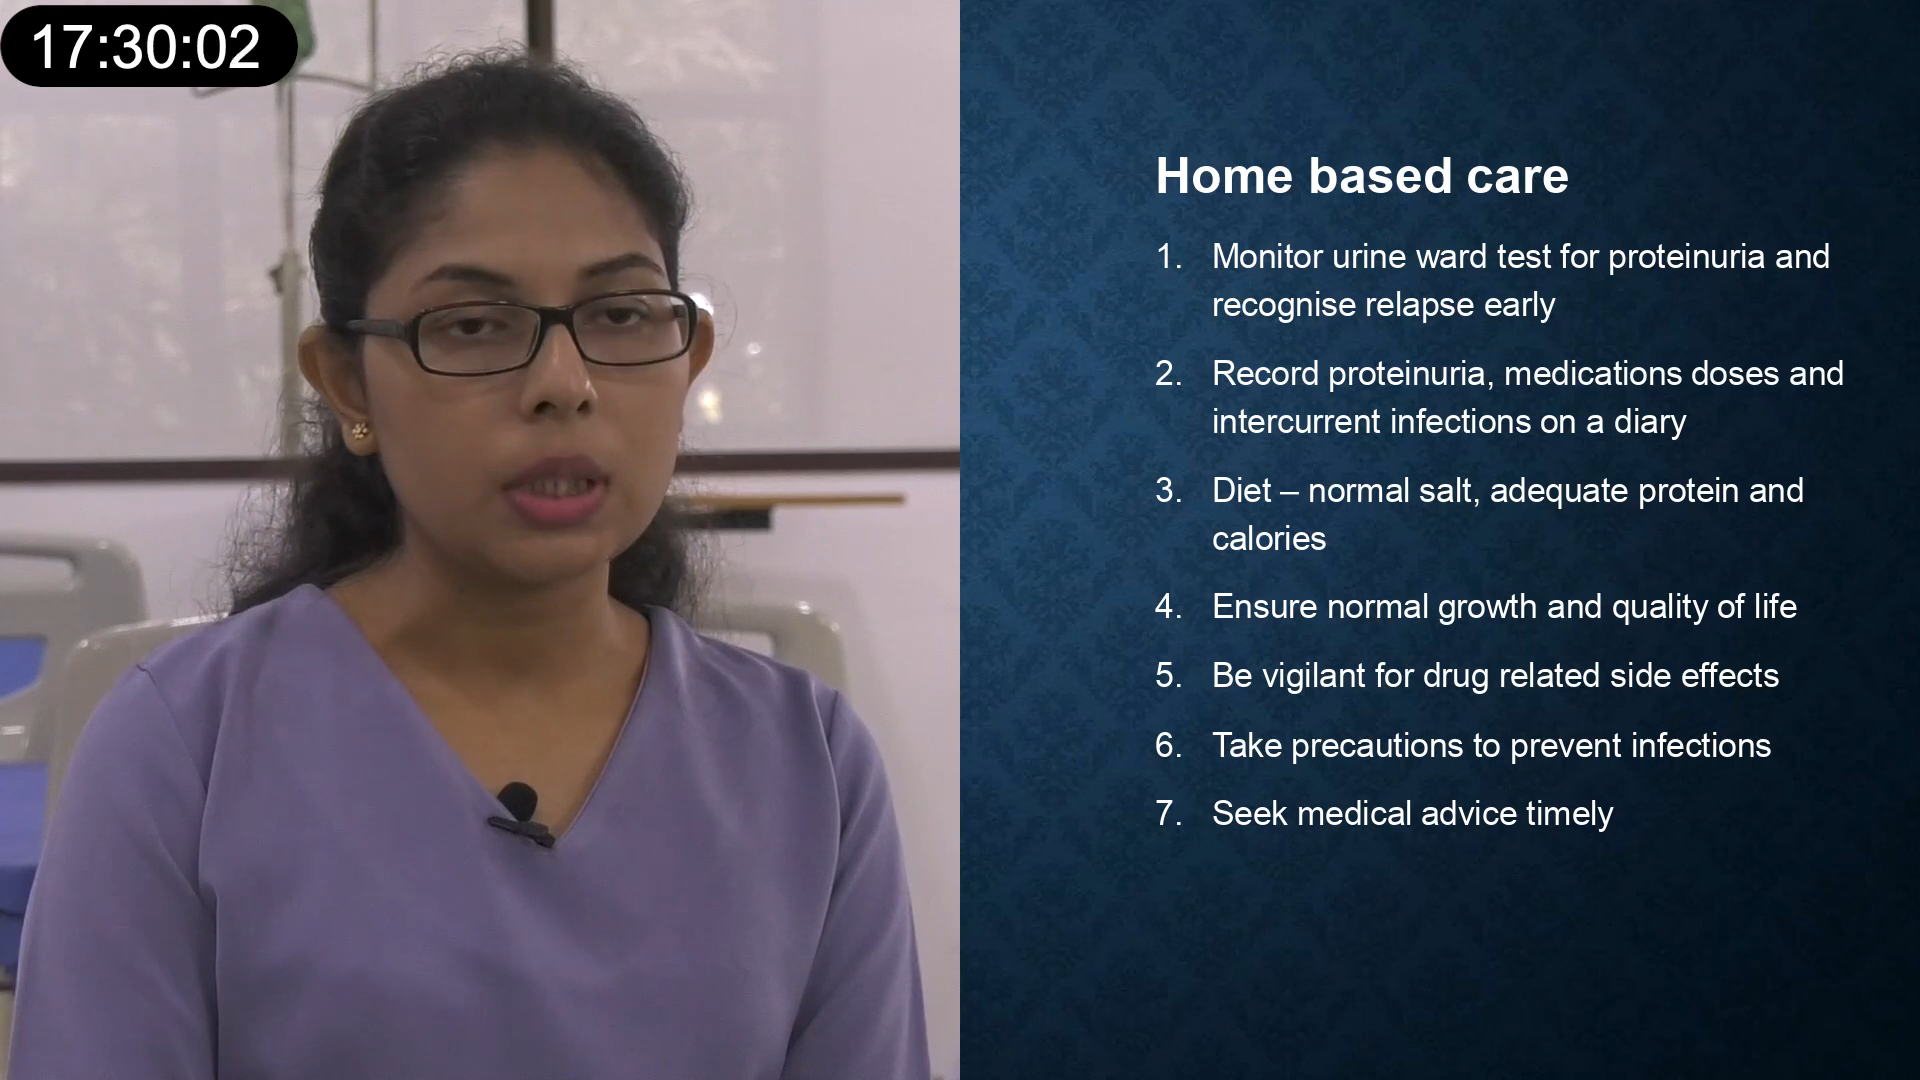 17:30:02
Home based care
1. Monitor urine ward test for proteinuria and
recognise relapse early
2. Record proteinuria, medications doses and
intercurrent infections on a diary
3. Diet – normal salt, adequate protein and
calories
4. Ensure normal growth and quality of life
5. Be vigilant for drug related side effects
6. Take precautions to prevent infections
7. Seek medical advice timely